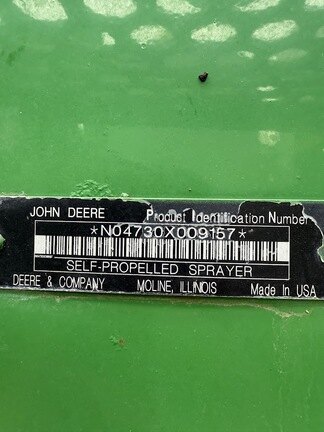 JOHN DEERE Product Identification Number
*N04730X009157*
SELF-PROPELLED SPRAYER
DEERE & COMPANY MOLINE, ILLINOIS Made In USA